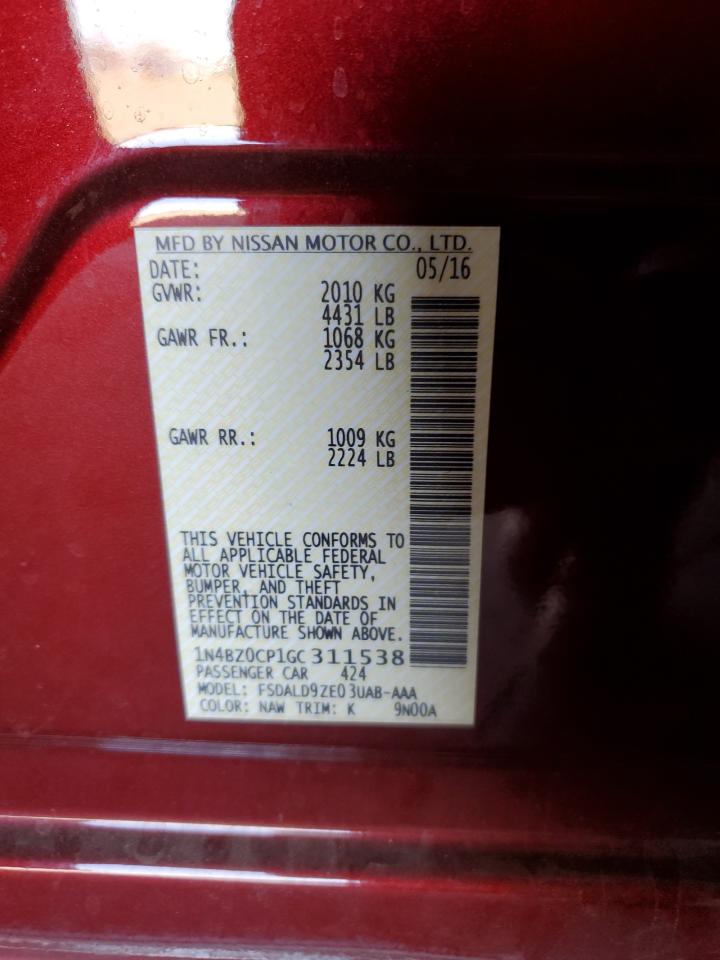 MFD BY NISSAN MOTOR CO., LTD.
DATE: 05/16
GVWR: 2010 KG
4431 LB
GAWR FR.: 1068 KG
2354 LB
GAWR RR.: 1009 KG
2224 LB
THIS VEHICLE CONFORMS TO
ALL APPLICABLE FEDERAL
MOTOR VEHICLE SAFETY,
BUMPER, AND THEFT
PREVENTION STANDARDS IN
EFFECT ON THE DATE OF
MANUFACTURE SHOWN ABOVE.
1N4BZ0CP1GC311538
PASSENGER CAR 424
MODEL: FSDALD9ZE03UAB-AAA
COLOR: NAW TRIM: K 9N00A